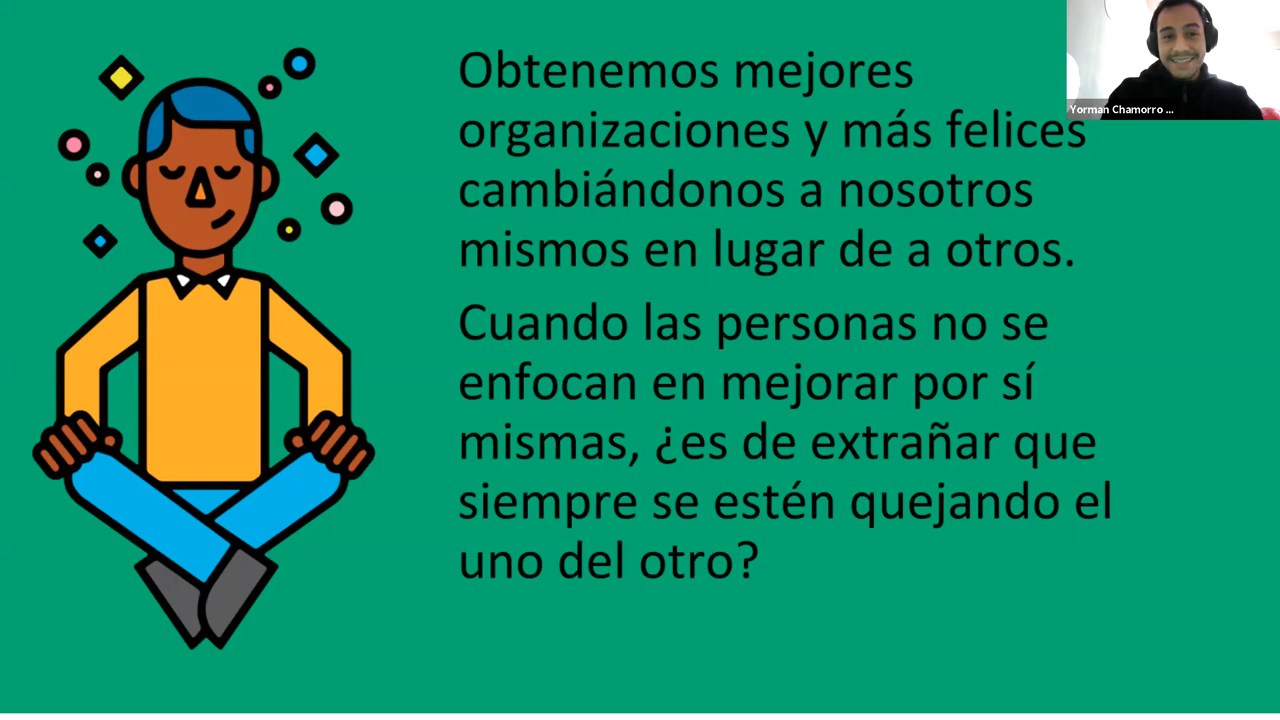 Obtenemos mejores
organizaciones y más felices
cambiándonos a nosotros
mismos en lugar de a otros.
Cuando las personas no se
enfocan en mejorar por sí
mismas, ¿es de extrañar que
siempre se estén quejando el
uno del otro?
Yorman Chamorro ...